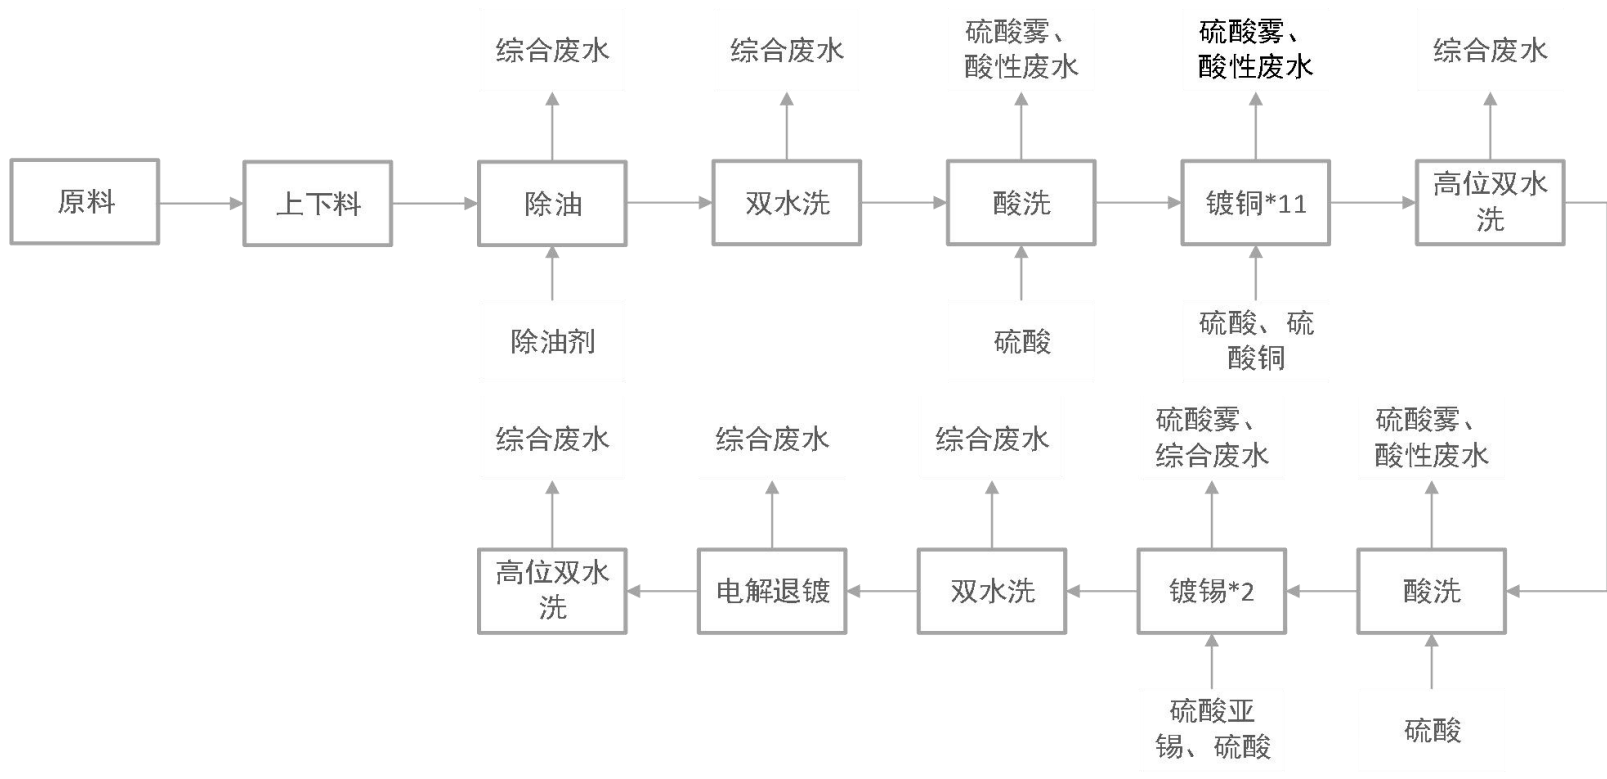 综合废水
综合废水
硫酸雾、
酸性废水
硫酸雾、
酸性废水
综合废水
原料
上下料
除油
双水洗
酸洗
镀铜*11
高位双水
洗
除油剂
硫酸
硫酸、硫
酸铜
综合废水
综合废水
综合废水
硫酸雾、
综合废水
硫酸雾、
酸性废水
高位双水
洗
电解退镀
双水洗
镀锡*2
酸洗
硫酸亚
锡、硫酸
硫酸